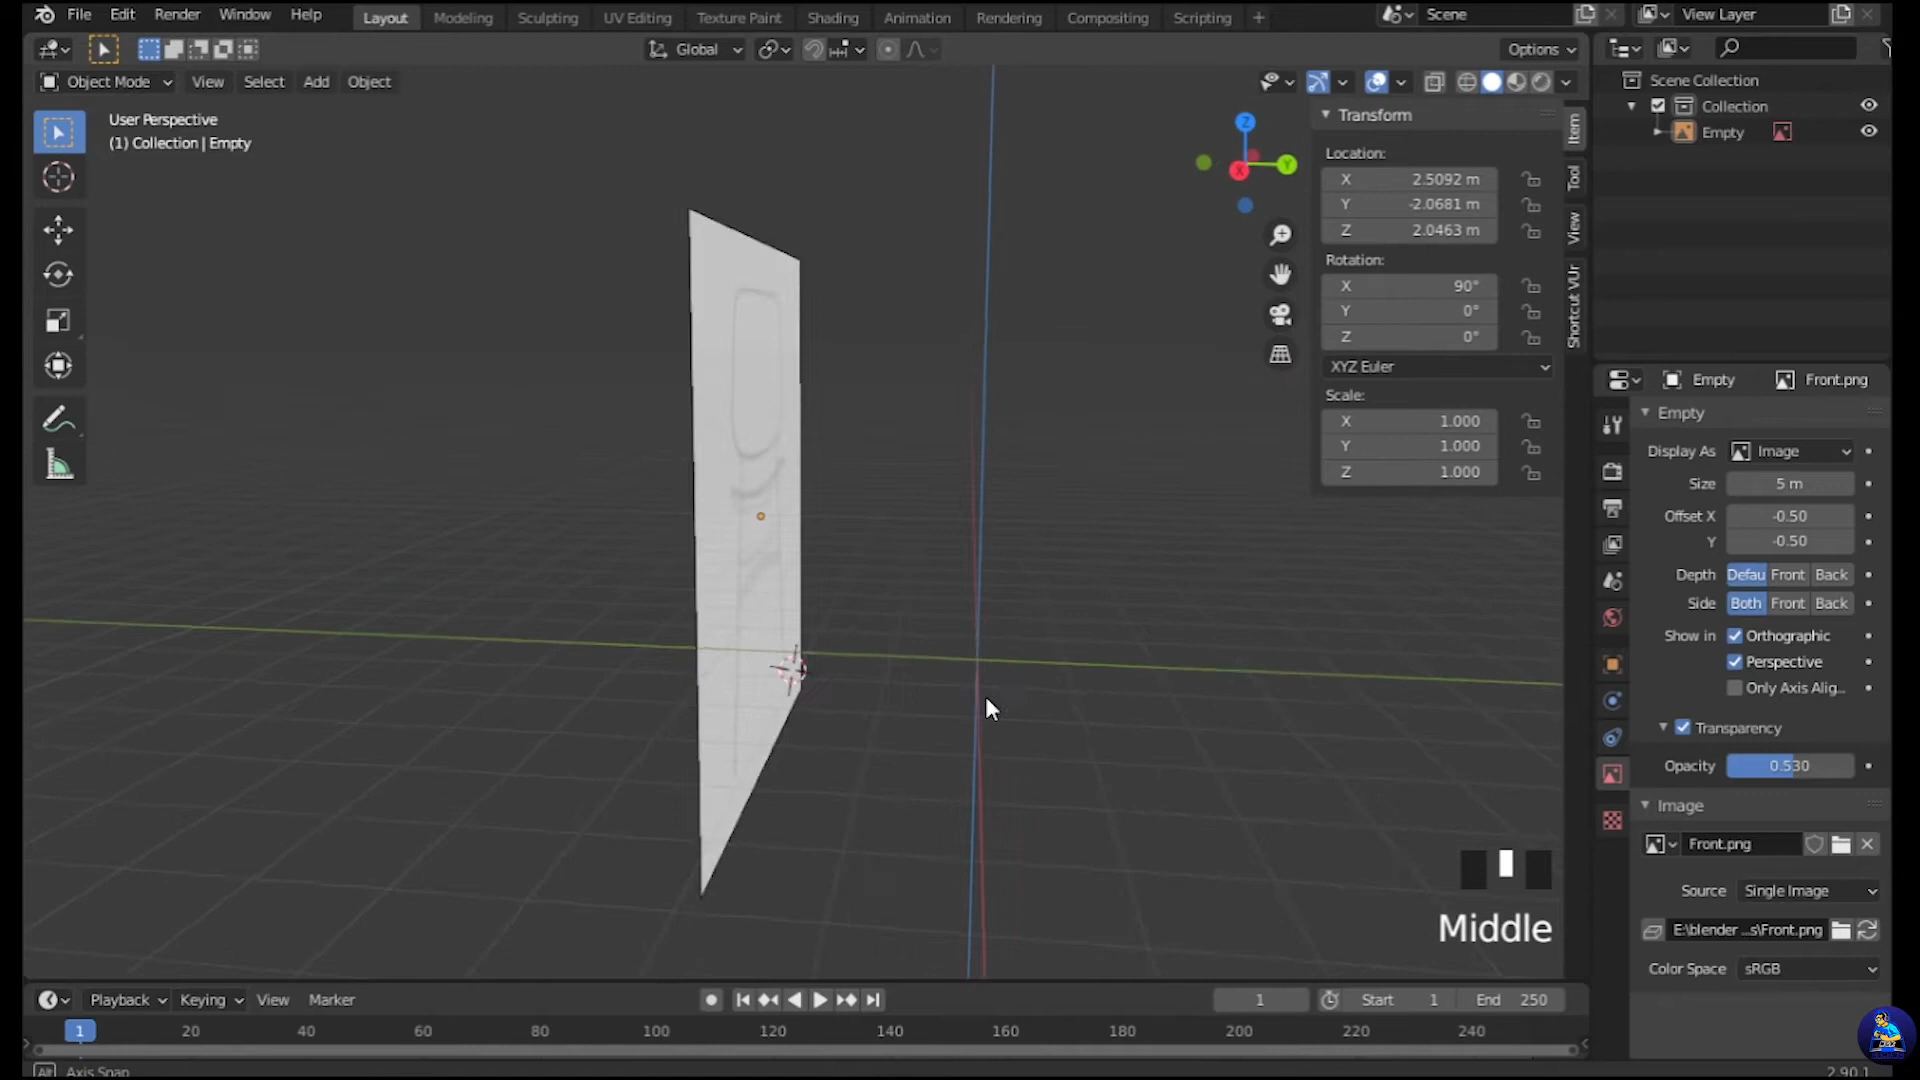 File Edit Render Window Help Layout Modeling Sculpting UV Editing Texture Paint Shading Animation Rendering Compositing Scripting + Scene View Layer
Global Options
Object Mode View Select Add Object
User Perspective
(1) Collection | Empty
Z
Y
X
Transform
Location:
X 2.5092 m
Y -2.0681 m
Z 2.0463 m
Rotation:
X 90°
Y 0°
Z 0°
XYZ Euler
Scale:
X 1.000
Y 1.000
Z 1.000
Item
Tool
View
Shortcut VUr
Scene Collection
Collection
Empty
Empty Front.png
Empty
Display As Image
Size 5 m
Offset X -0.50
Y -0.50
Depth Defau Front Back
Side Both Front Back
Show in Orthographic
Perspective
Only Axis Alig...
Transparency
Opacity 0.530
Image
Front.png
Source Single Image
E:\blender ...s\Front.png
Color Space sRGB
Middle
Playback Keying View Marker 1 Start 1 End 250
1 20 40 60 80 100 120 140 160 180 200 220 240
Alt Axis Snap 2.90.1